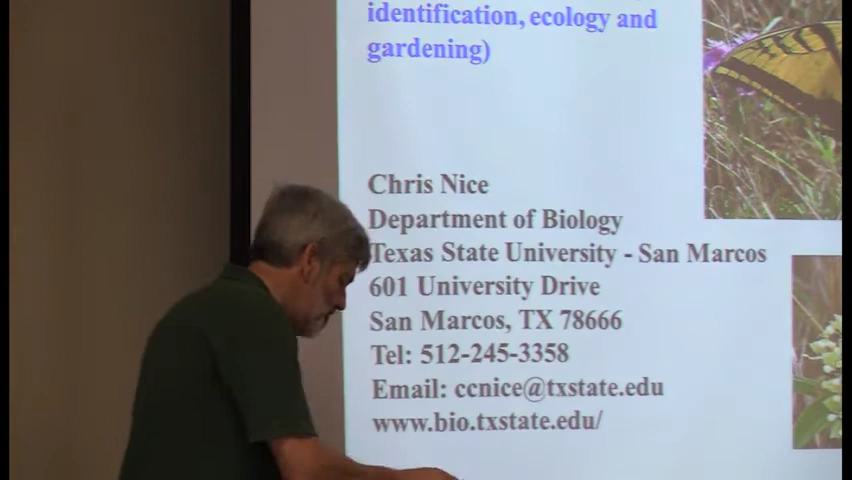 identification, ecology and
gardening)
Chris Nice
Department of Biology
Texas State University - San Marcos
601 University Drive
San Marcos, TX 78666
Tel: 512-245-3358
Email: ccnice@txstate.edu
www.bio.txstate.edu/